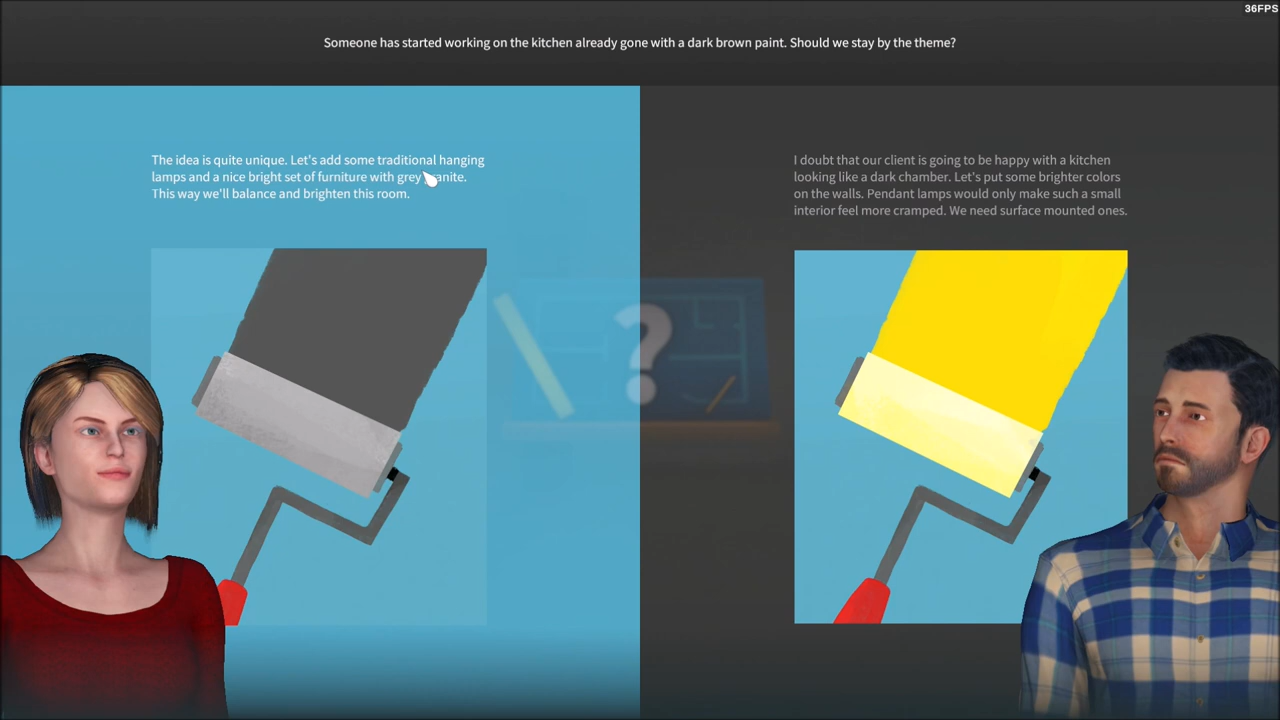 36FPS
Someone has started working on the kitchen already gone with a dark brown paint. Should we stay by the theme?
The idea is quite unique. Let's add some traditional hanging
lamps and a nice bright set of furniture with grey granite.
This way we'll balance and brighten this room.
I doubt that our client is going to be happy with a kitchen
looking like a dark chamber. Let's put some brighter colors
on the walls. Pendant lamps would only make such a small
interior feel more cramped. We need surface mounted ones.
?